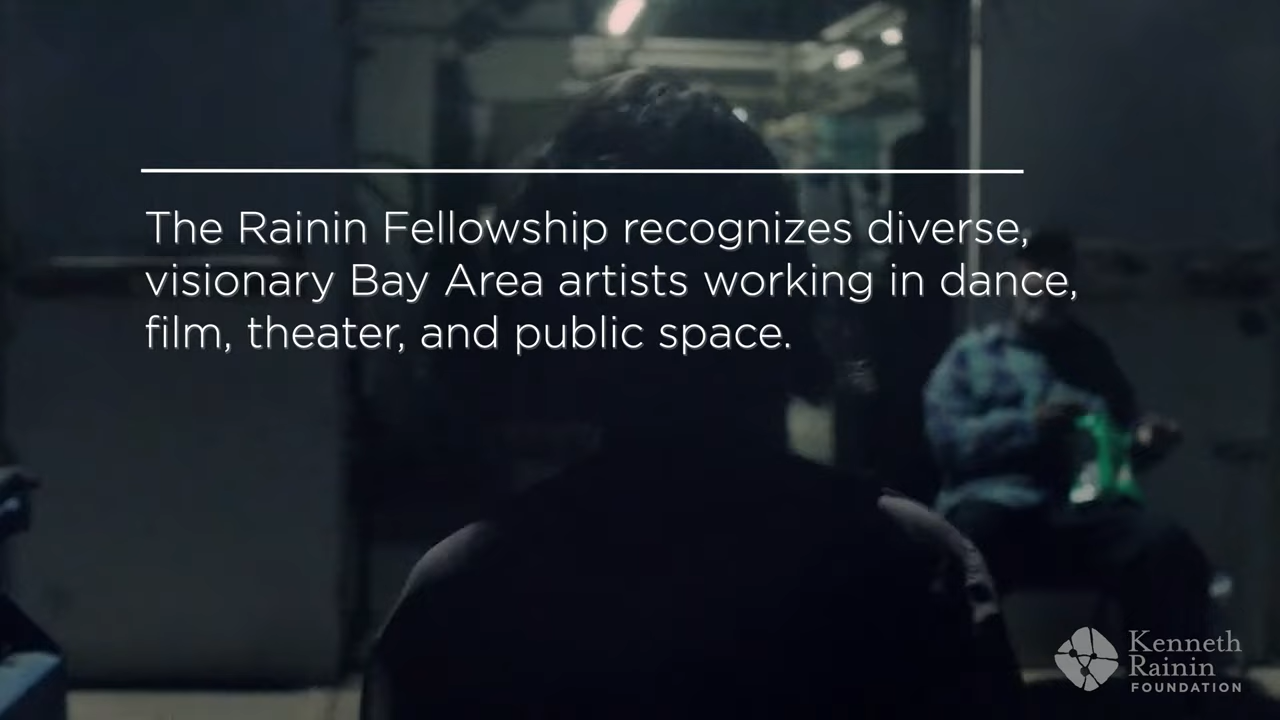 The Rainin Fellowship recognizes diverse,
visionary Bay Area artists working in dance,
film, theater, and public space.
Kenneth
Rainin
FOUNDATION